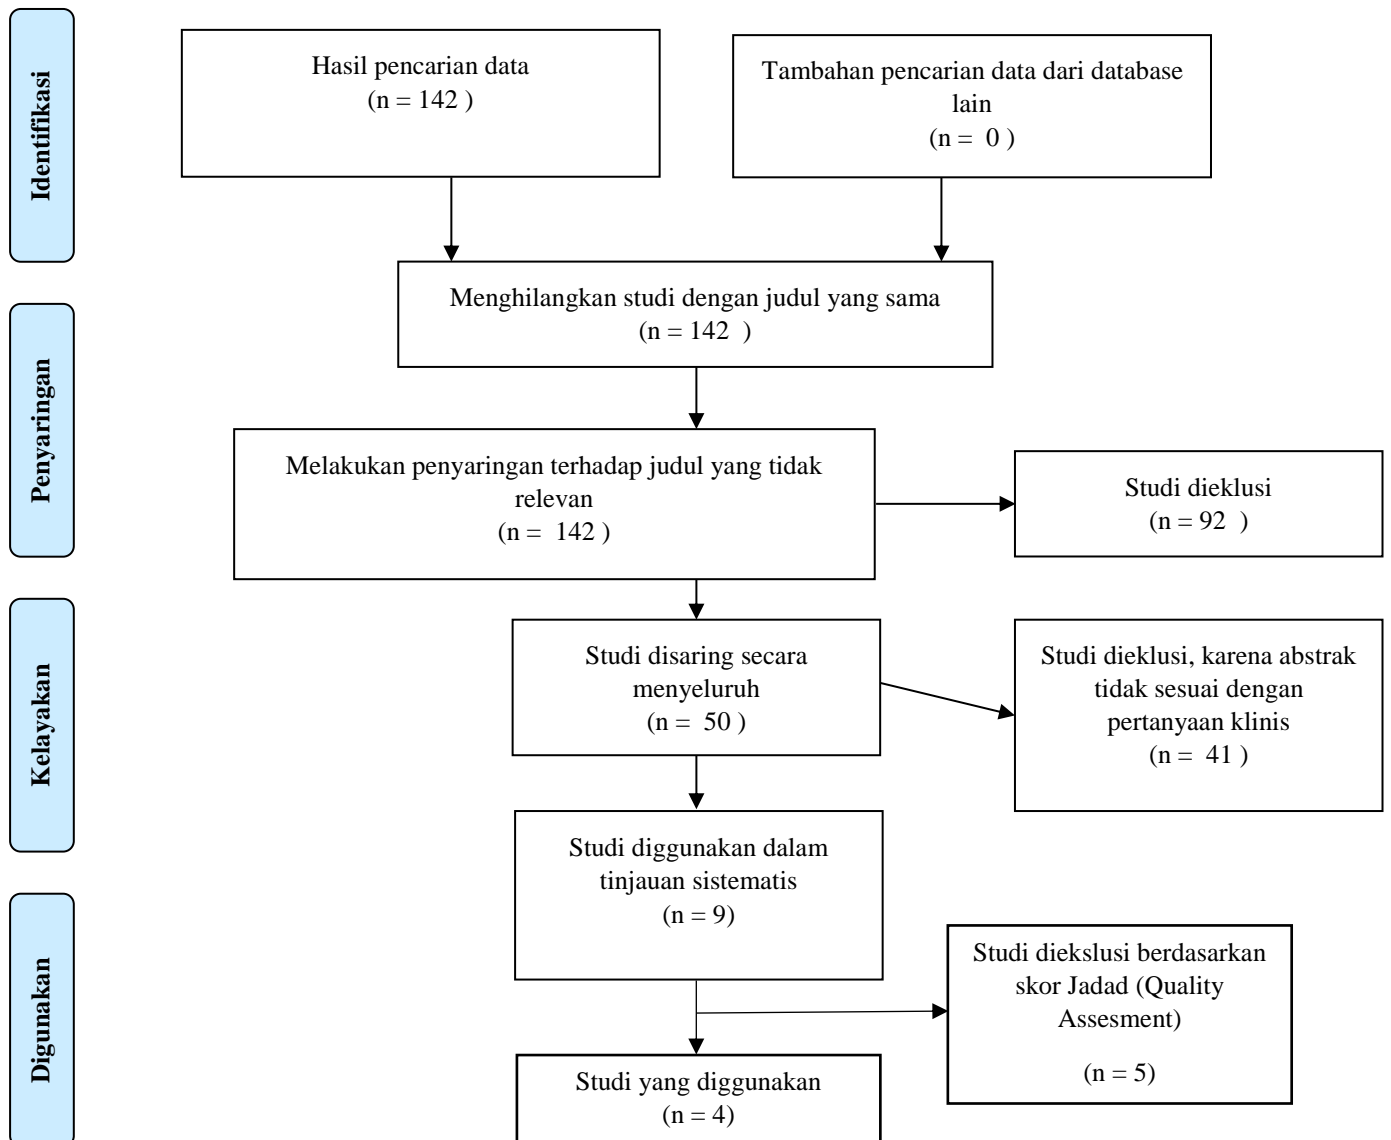 Identifikasi
Hasil pencarian data
(n = 142 )
Tambahan pencarian data dari database
lain
(n =  0 )
Menghilangkan studi dengan judul yang sama
(n = 142  )
Penyaringan
Melakukan penyaringan terhadap judul yang tidak
relevan
(n =  142 )
Studi dieklusi
(n = 92  )
Kelayakan
Studi disaring secara
menyeluruh
(n =  50 )
Studi dieklusi, karena abstrak
tidak sesuai dengan
pertanyaan klinis
(n =  41 )
Studi diggunakan dalam
tinjauan sistematis
(n = 9)
Digunakan
Studi diekslusi berdasarkan
skor Jadad (Quality
Assesment)
(n = 5)
Studi yang diggunakan
(n = 4)